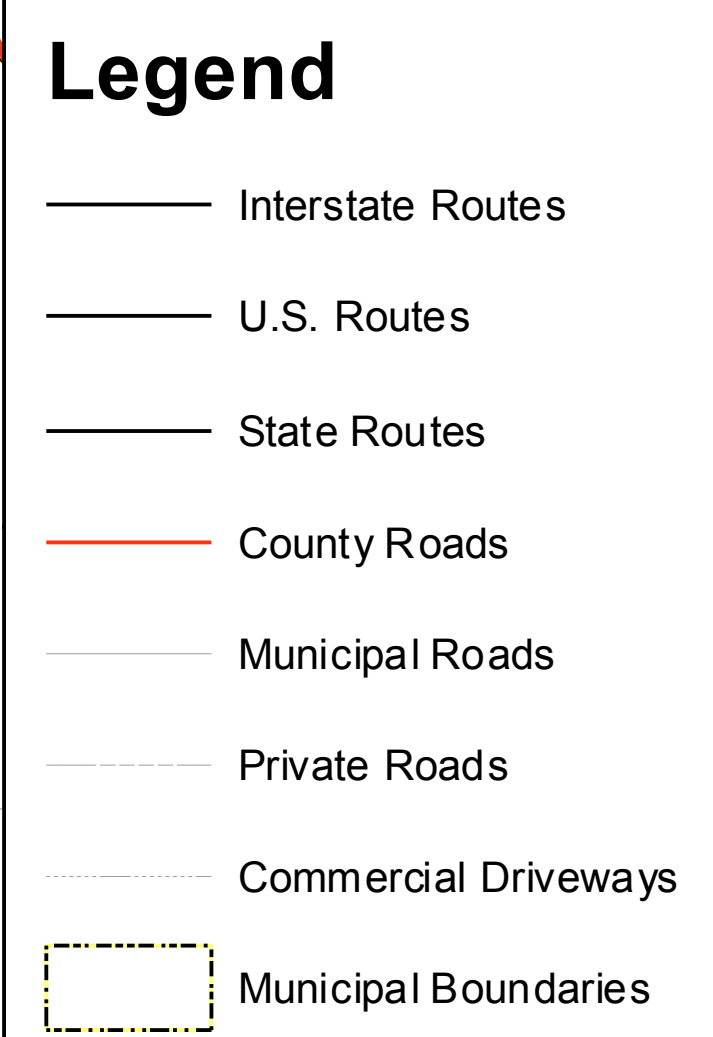 Legend
Interstate Routes
U.S. Routes
State Routes
County Roads
Municipal Roads
Private Roads
Commercial Driveways
Municipal Boundaries